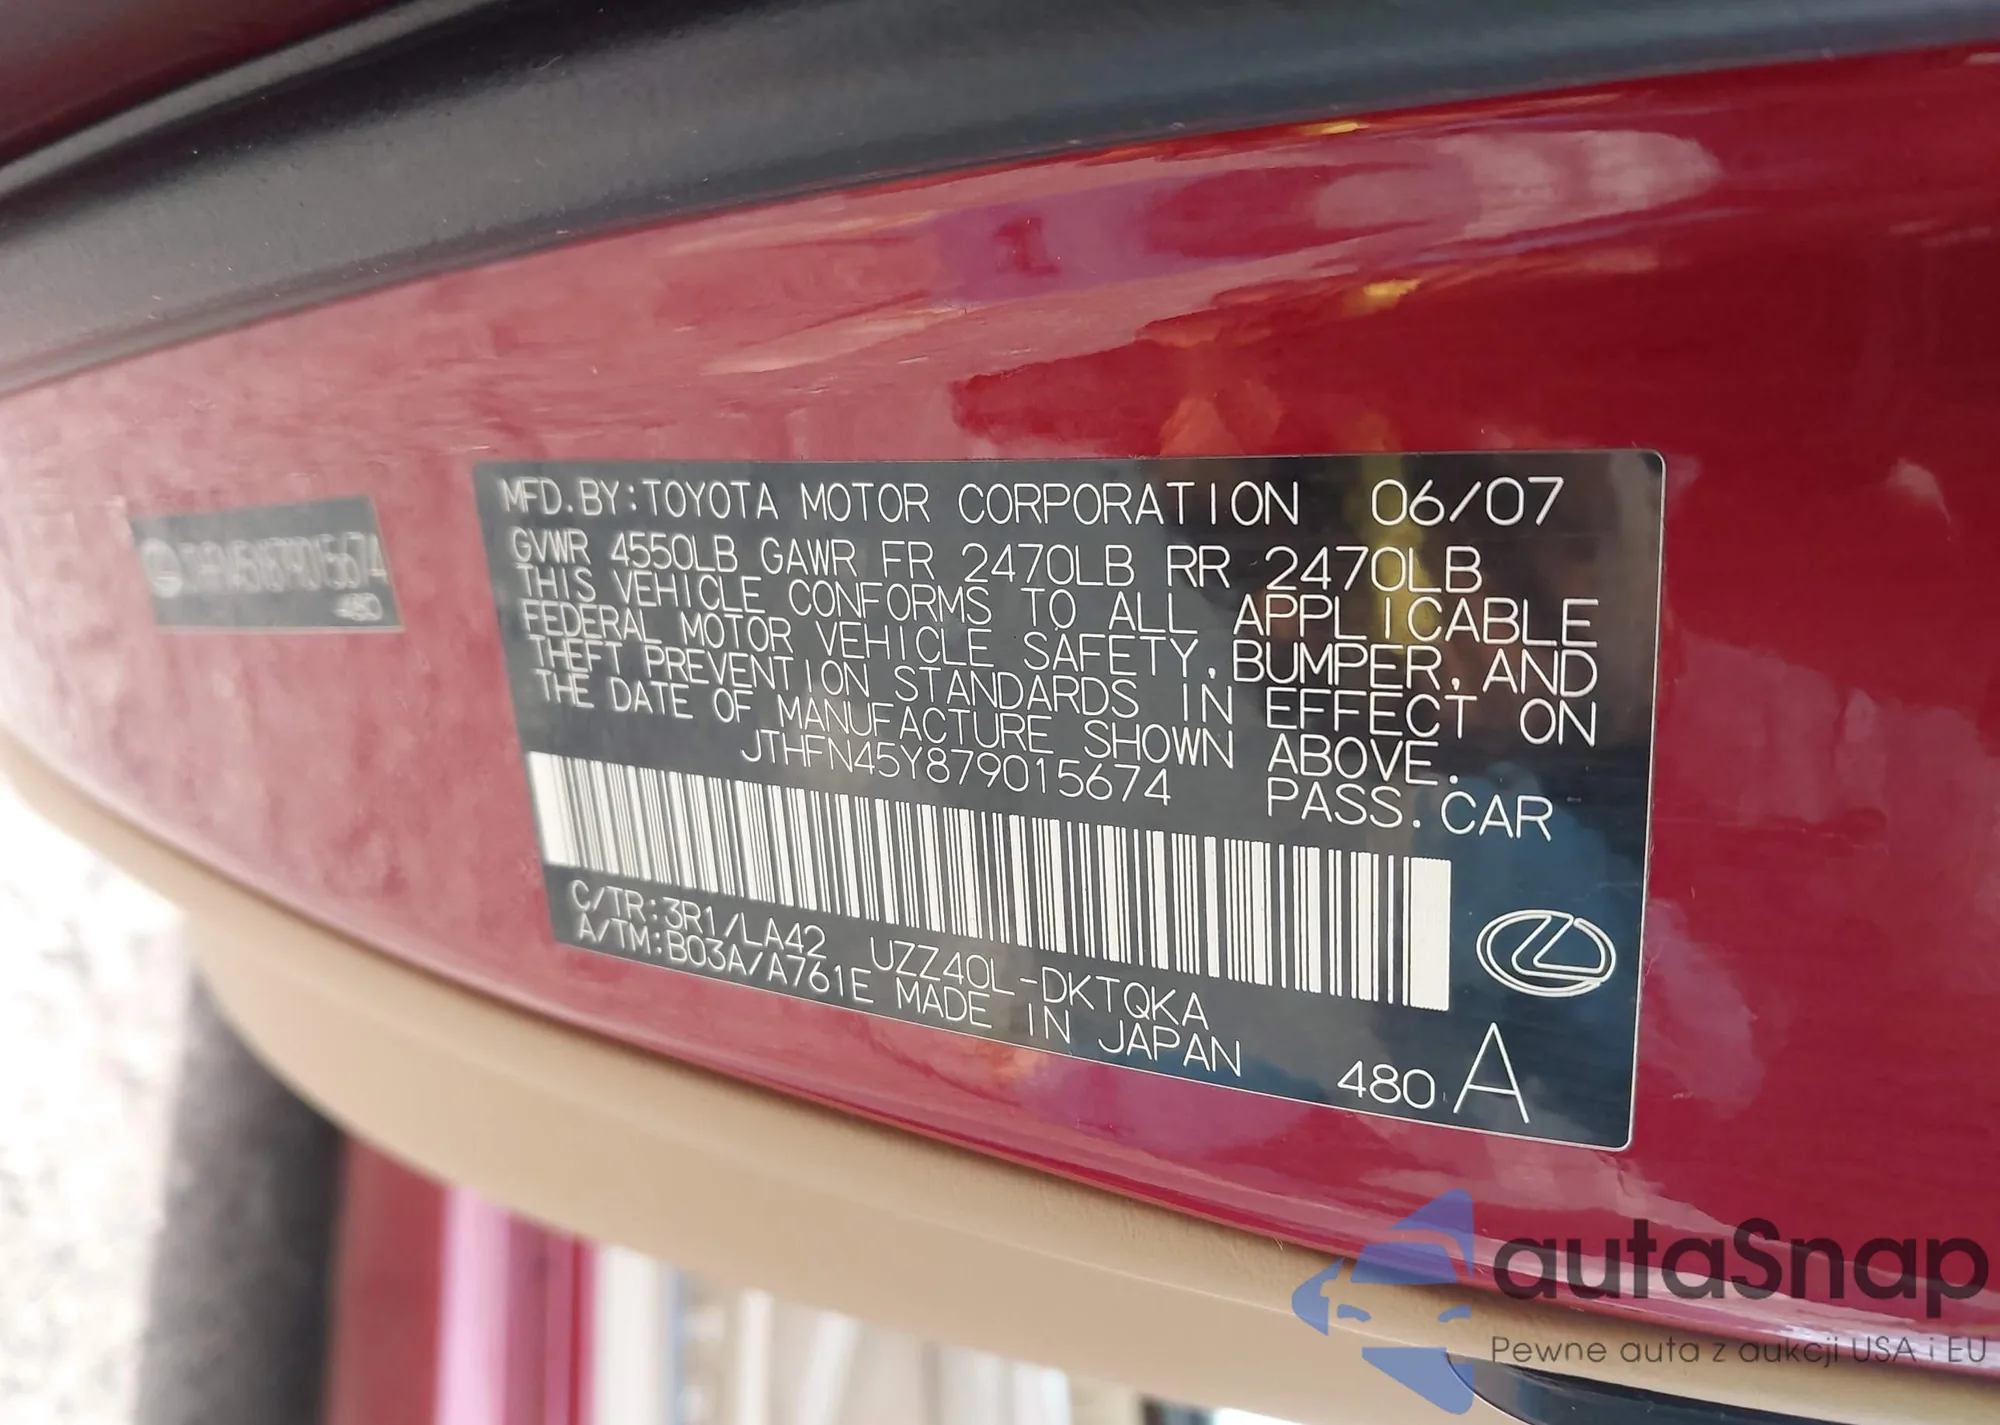 MFD.BY:TOYOTA MOTOR CORPORATION 06/07
GVWR 4550LB GAWR FR 2470LB RR 2470LB
THIS VEHICLE CONFORMS TO ALL APPLICABLE
FEDERAL MOTOR VEHICLE SAFETY, BUMPER, AND
THEFT PREVENTION STANDARDS IN EFFECT ON
THE DATE OF MANUFACTURE SHOWN ABOVE.
JTHFN45Y879015674 PASS.CAR
C/TR:3R1/LA42 UZZ40L-DKTQKA
A/TM:B03A/A761E MADE IN JAPAN
480 A
JTHFN45Y879015674
480
autaSnap
Pewne auta z aukcji USA i EU